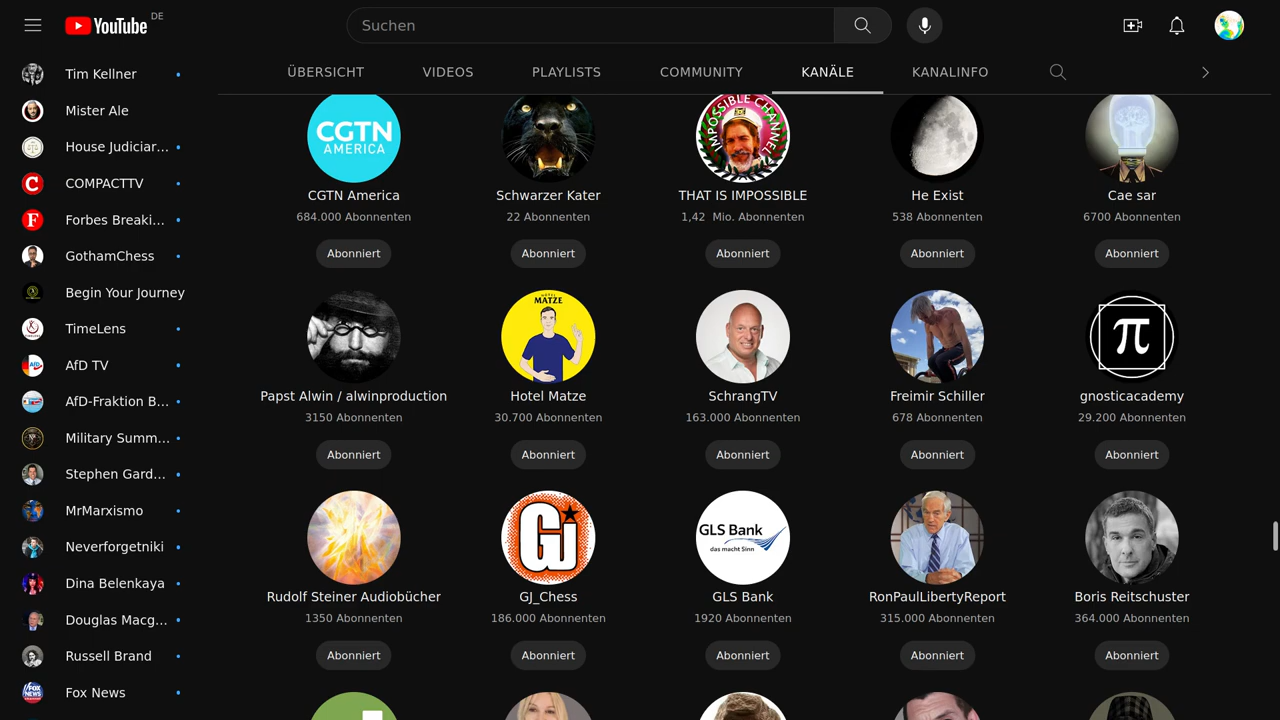 YouTube DE
Suchen
Tim Kellner
Mister Ale
House Judiciar...
COMPACTTV
Forbes Breaki...
GothamChess
Begin Your Journey
TimeLens
AfD TV
AfD-Fraktion B...
Military Summ...
Stephen Gard...
MrMarxismo
Neverforgetniki
Dina Belenkaya
Douglas Macg...
Russell Brand
Fox News
ÜBERSICHT VIDEOS PLAYLISTS COMMUNITY KANÄLE KANALINFO
CGTN
AMERICA
IMPOSSIBLE CHANNEL
CGTN America Schwarzer Kater THAT IS IMPOSSIBLE He Exist Cae sar
684.000 Abonnenten 22 Abonnenten 1,42 Mio. Abonnenten 538 Abonnenten 6700 Abonnenten
Abonniert Abonniert Abonniert Abonniert Abonniert
HOTEL
MATZE
π
Papst Alwin / alwinproduction Hotel Matze SchrangTV Freimir Schiller gnosticacademy
3150 Abonnenten 30.700 Abonnenten 163.000 Abonnenten 678 Abonnenten 29.200 Abonnenten
Abonniert Abonniert Abonniert Abonniert Abonniert
GJ
GLS Bank
das macht Sinn
Rudolf Steiner Audiobücher GJ_Chess GLS Bank RonPaulLibertyReport Boris Reitschuster
1350 Abonnenten 186.000 Abonnenten 1920 Abonnenten 315.000 Abonnenten 364.000 Abonnenten
Abonniert Abonniert Abonniert Abonniert Abonniert